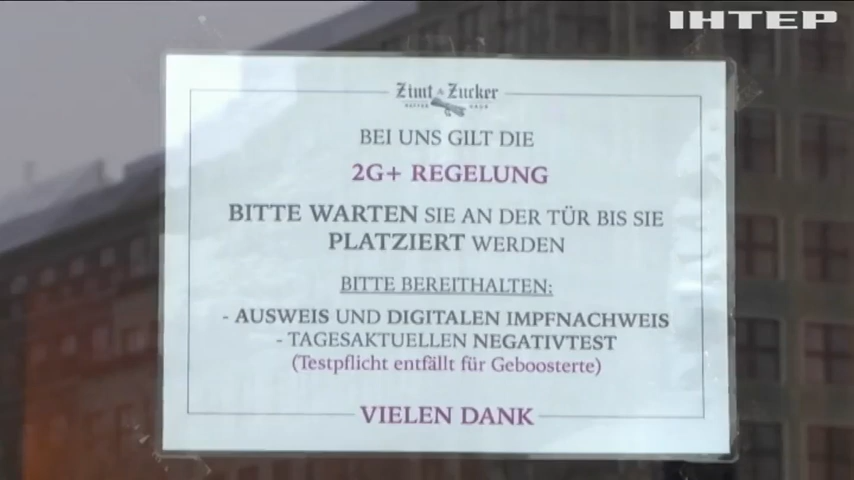 ІНТЕР
Zimt & Zucker
KAFFEEHAUS
BEI UNS GILT DIE
2G+ REGELUNG
BITTE WARTEN SIE AN DER TÜR BIS SIE
PLATZIERT WERDEN
BITTE BEREITHALTEN:
- AUSWEIS UND DIGITALEN IMPFNACHWEIS
- TAGESAKTUELLEN NEGATIVTEST
(Testpflicht entfällt für Geboosterte)
VIELEN DANK